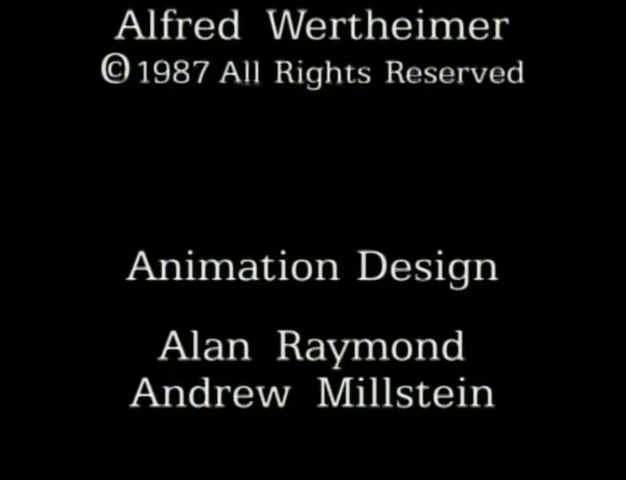 Alfred Wertheimer
© 1987 All Rights Reserved
Animation Design
Alan Raymond
Andrew Millstein